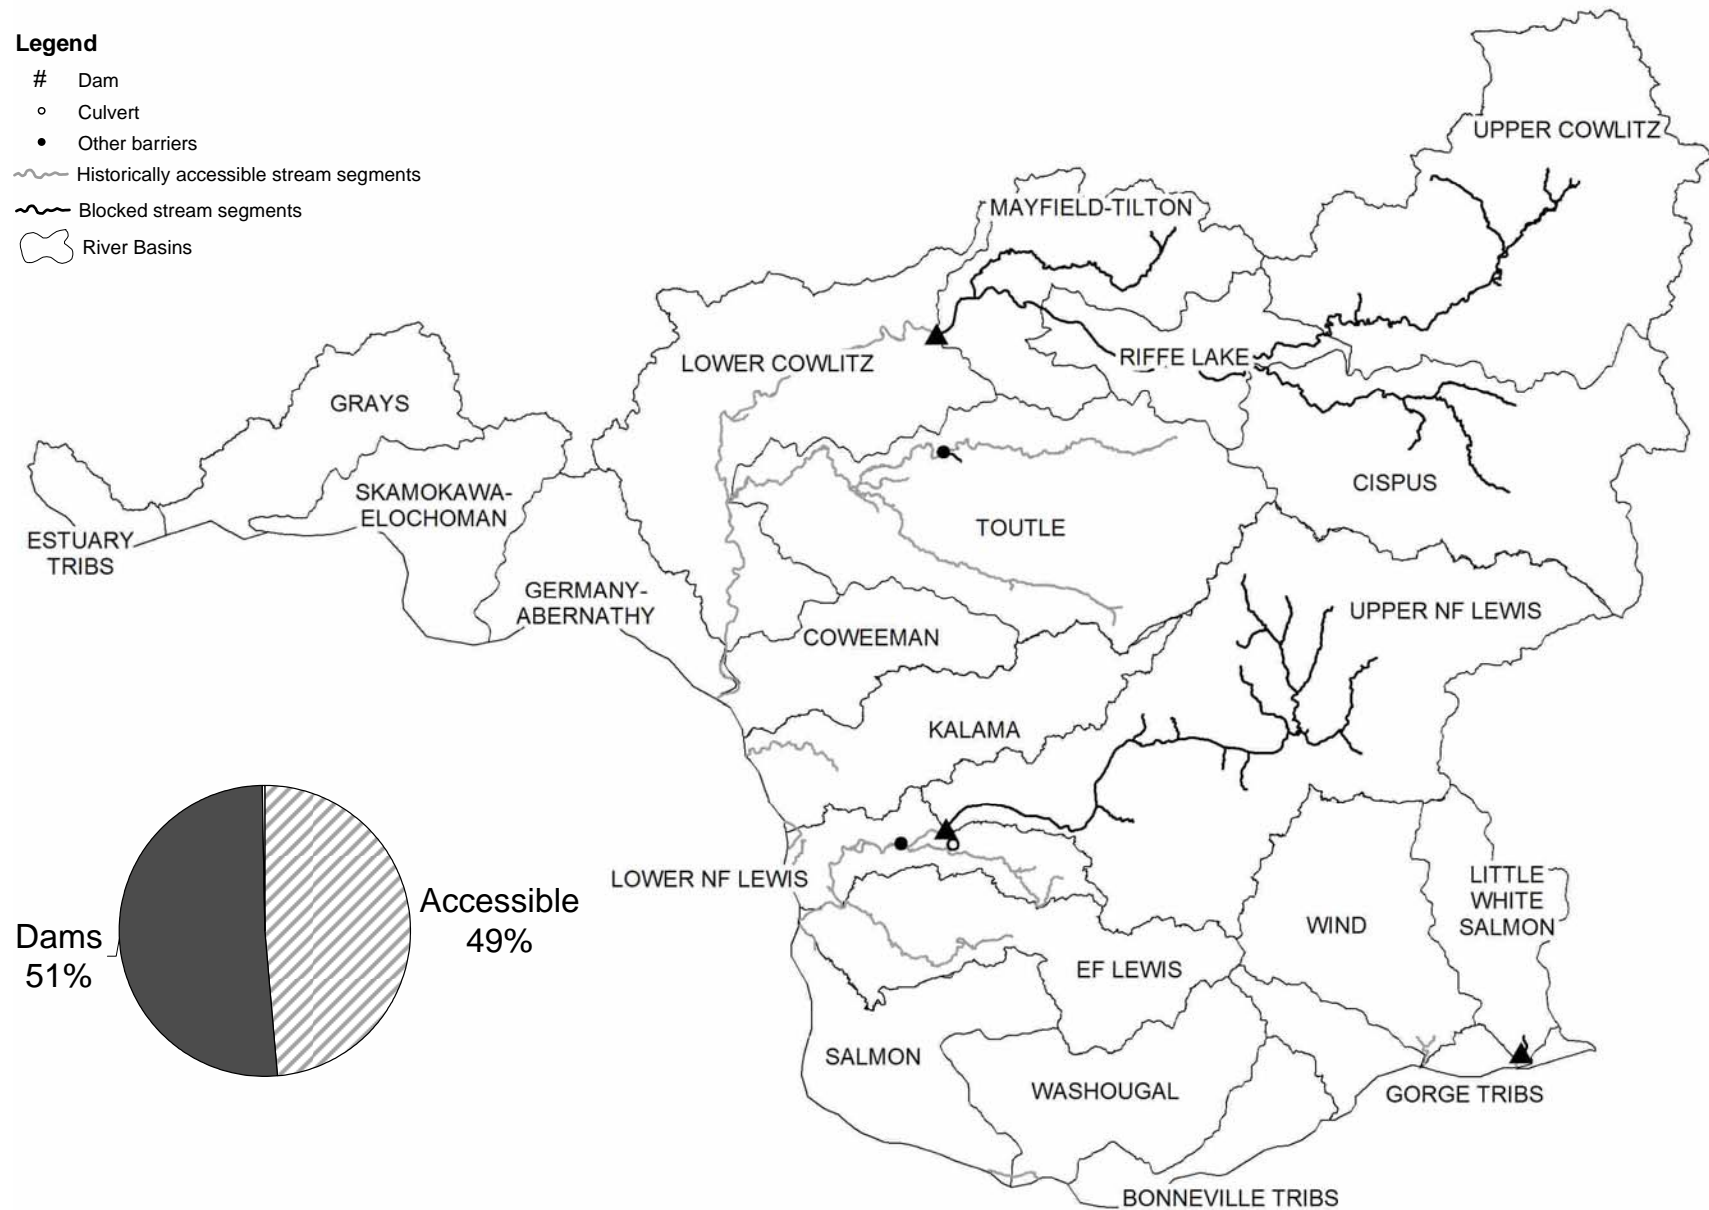 Legend
# Dam
Culvert
Other barriers
Historically accessible stream segments
Blocked stream segments
River Basins
UPPER COWLITZ
MAYFIELD-TILTON
RIFFE LAKE
LOWER COWLITZ
GRAYS
SKAMOKAWA-
ELOCHOMAN
CISPUS
TOUTLE
ESTUARY
TRIBS
GERMANY-
ABERNATHY
UPPER NF LEWIS
COWEEMAN
KALAMA
LOWER NF LEWIS
LITTLE
WHITE
SALMON
WIND
Accessible
49%
Dams
51%
EF LEWIS
SALMON
WASHOUGAL
GORGE TRIBS
BONNEVILLE TRIBS